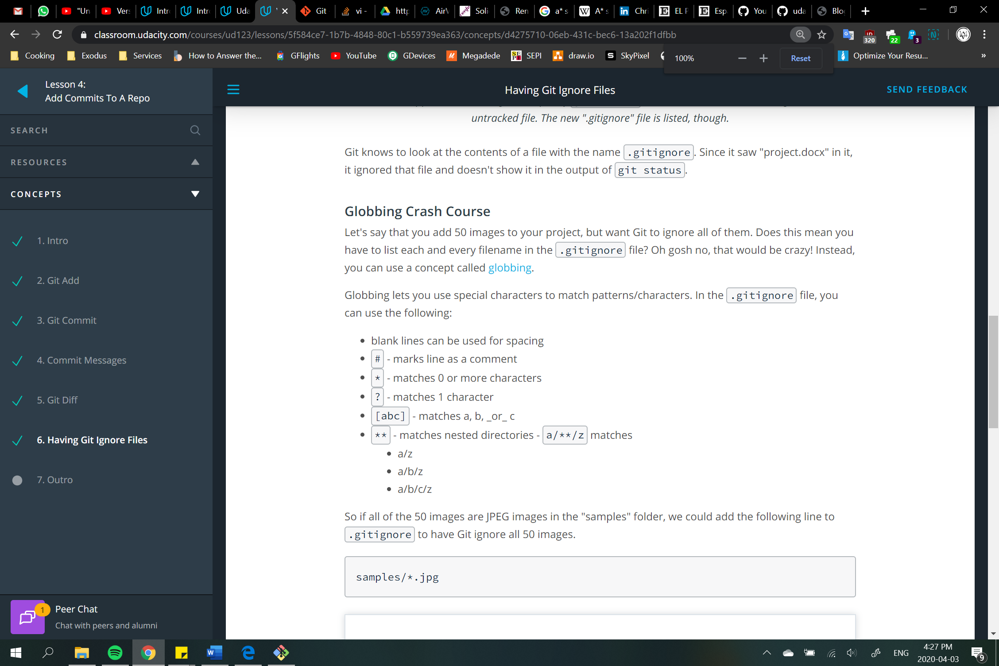 "Un
Ver
Intr
Intr
Uda
Git
vi -
http
AirV
Soli
Ren
a* s
A* s
Chri
EL P
Esp
You
uda
Blo
classroom.udacity.com/courses/ud123/lessons/5f584ce7-1b7b-4848-80c1-b559739ea363/concepts/d4275710-06eb-431c-bec6-13a202f1dfbb
320
22
3
Cooking
Exodus
Services
How to Answer the...
GFlights
YouTube
GDevices
Megadede
SEPI
draw.io
SkyPixel
100%
Reset
Optimize Your Resu...
»
Lesson 4:
Add Commits To A Repo
SEARCH
RESOURCES
CONCEPTS
1. Intro
2. Git Add
3. Git Commit
4. Commit Messages
5. Git Diff
6. Having Git Ignore Files
7. Outro
1
Peer Chat
Chat with peers and alumni
Having Git Ignore Files
SEND FEEDBACK
untracked file. The new ".gitignore" file is listed, though.
Git knows to look at the contents of a file with the name .gitignore. Since it saw "project.docx" in it,
it ignored that file and doesn't show it in the output of git status.
Globbing Crash Course
Let's say that you add 50 images to your project, but want Git to ignore all of them. Does this mean you
have to list each and every filename in the .gitignore file? Oh gosh no, that would be crazy! Instead,
you can use a concept called globbing.
Globbing lets you use special characters to match patterns/characters. In the .gitignore file, you
can use the following:
• blank lines can be used for spacing
• # - marks line as a comment
• * - matches 0 or more characters
• ? - matches 1 character
• [abc] - matches a, b, _or_ c
• ** - matches nested directories - a/**/z matches
• a/z
• a/b/z
• a/b/c/z
So if all of the 50 images are JPEG images in the "samples" folder, we could add the following line to
.gitignore to have Git ignore all 50 images.
samples/*.jpg
ENG
4:27 PM
2020-04-03
9